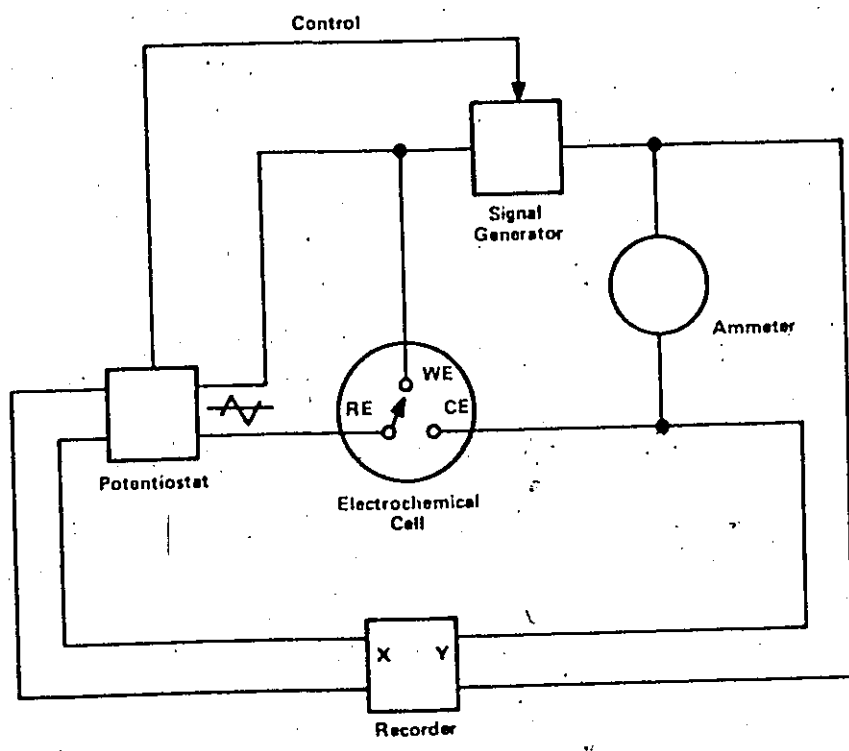 Control
Signal
Generator
Ammeter
WE
RE
CE
Potentiostat
Electrochemical
Cell
X Y
Recorder